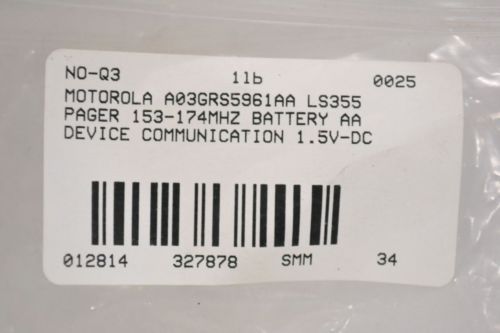 NO-Q3 1lb 0025
MOTOROLA A03GRS5961AA LS355
PAGER 153-174MHZ BATTERY AA
DEVICE COMMUNICATION 1.5V-DC
012814 327878 SMM 34